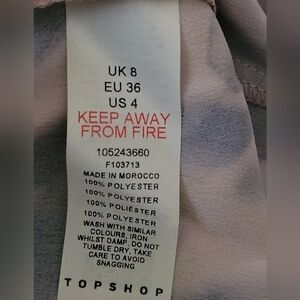 UK 8
EU 36
US 4
KEEP AWAY
FROM FIRE
105243660
F103713
MADE IN MOROCCO
100% POLYESTER
100% POLYESTER
100% POLIÉSTER
100% POLYESTER
WASH WITH SIMILAR
COLOURS, IRON
WHILST DAMP. DO NOT
TUMBLE DRY, TAKE
CARE TO AVOID
SNAGGING
TOPSHOP